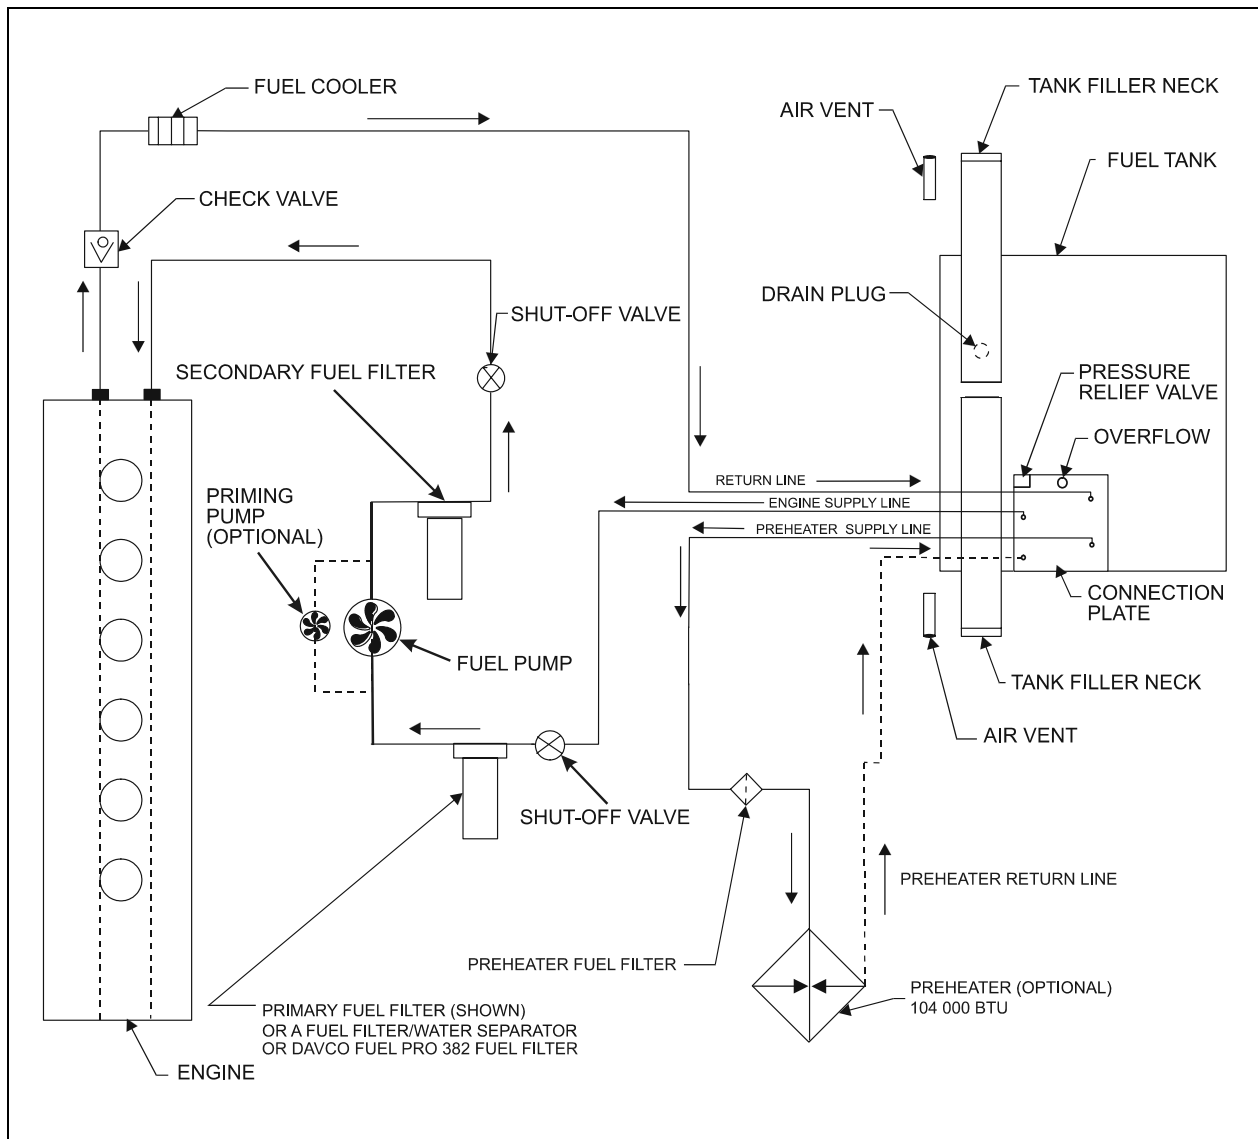 FUEL COOLER
TANK FILLER NECK
AIR VENT
FUEL TANK
CHECK VALVE
DRAIN PLUG
SHUT-OFF VALVE
SECONDARY FUEL FILTER
PRESSURE
RELIEF VALVE
OVERFLOW
RETURN LINE
ENGINE SUPPLY LINE
PREHEATER SUPPLY LINE
PRIMING
PUMP
(OPTIONAL)
CONNECTION
PLATE
FUEL PUMP
TANK FILLER NECK
AIR VENT
SHUT-OFF VALVE
PREHEATER RETURN LINE
PREHEATER FUEL FILTER
PREHEATER (OPTIONAL)
104 000 BTU
PRIMARY FUEL FILTER (SHOWN)
OR A FUEL FILTER/WATER SEPARATOR
OR DAVCO FUEL PRO 382 FUEL FILTER
ENGINE